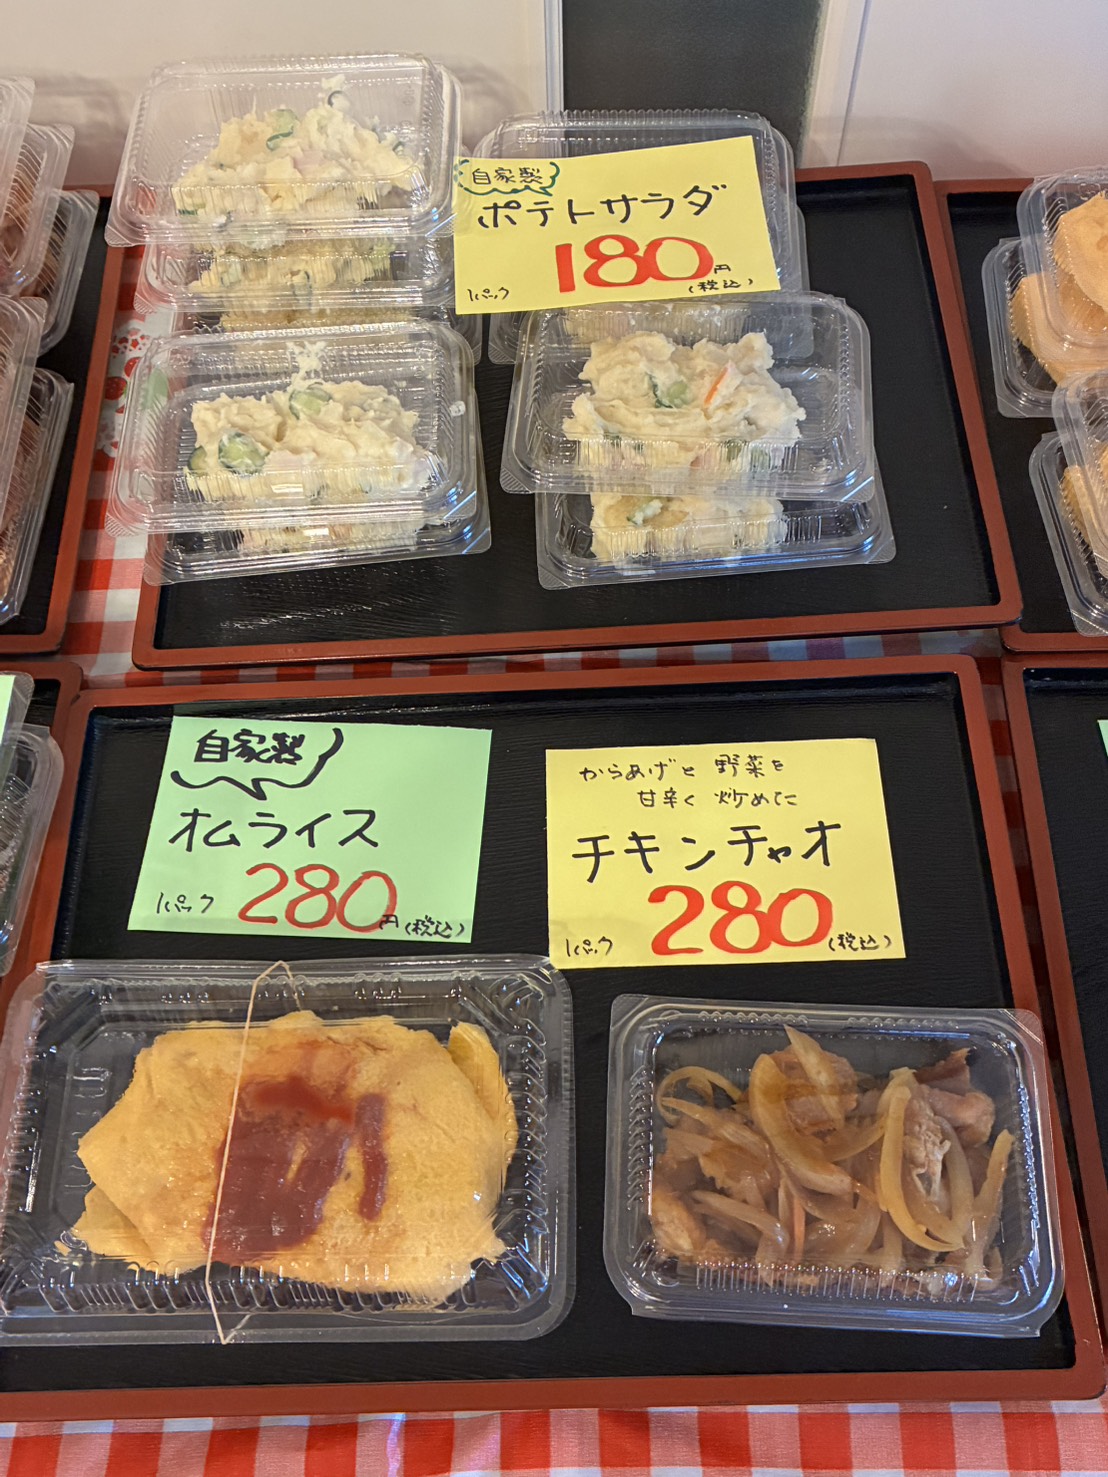 自家製
ポテトサラダ
1パック 180円(税込)
自家製
オムライス
1パック 280円(税込)
からあげと 野菜を
甘辛く 炒めた
チキンチャオ
1パック 280(税込)